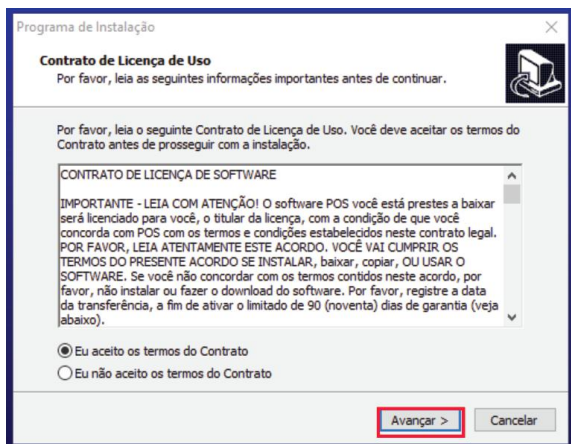 Programa de Instalação
Contrato de Licença de Uso
Por favor, leia as seguintes informações importantes antes de continuar.
Por favor, leia o seguinte Contrato de Licença de Uso. Você deve aceitar os termos do
Contrato antes de prosseguir com a instalação.
CONTRATO DE LICENÇA DE SOFTWARE
IMPORTANTE - LEIA COM ATENÇÃO! O software POS você está prestes a baixar
será licenciado para você, o titular da licença, com a condição de que você
concorda com POS com os termos e condições estabelecidos neste contrato legal.
POR FAVOR, LEIA ATENTAMENTE ESTE ACORDO. VOCÊ VAI CUMPRIR OS
TERMOS DO PRESENTE ACORDO SE INSTALAR, baixar, copiar, OU USAR O
SOFTWARE. Se você não concordar com os termos contidos neste acordo, por
favor, não instalar ou fazer o download do software. Por favor, registre a data
da transferência, a fim de ativar o limitado de 90 (noventa) dias de garantia (veja
abaixo).
Eu aceito os termos do Contrato
Eu não aceito os termos do Contrato
Avançar >
Cancelar